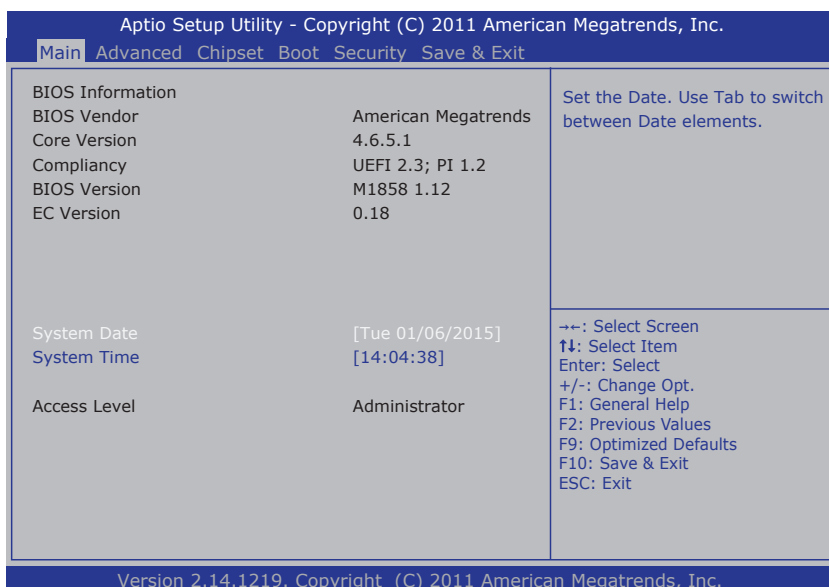 Aptio Setup Utility - Copyright (C) 2011 American Megatrends, Inc.
Main Advanced Chipset Boot Security Save & Exit
BIOS Information
BIOS Vendor American Megatrends
Core Version 4.6.5.1
Compliancy UEFI 2.3; PI 1.2
BIOS Version M1858 1.12
EC Version 0.18
System Date [Tue 01/06/2015]
System Time [14:04:38]
Access Level Administrator
Set the Date. Use Tab to switch
between Date elements.
→←: Select Screen
↑↓: Select Item
Enter: Select
+/-: Change Opt.
F1: General Help
F2: Previous Values
F9: Optimized Defaults
F10: Save & Exit
ESC: Exit
Version 2.14.1219. Copyright (C) 2011 American Megatrends, Inc.